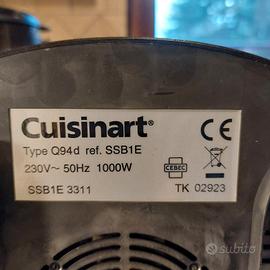 Cuisinart® CE
Type Q94d ref. SSB1E
230V~ 50Hz 1000W
CEBEC
SSB1E 3311
TK 02923
subito